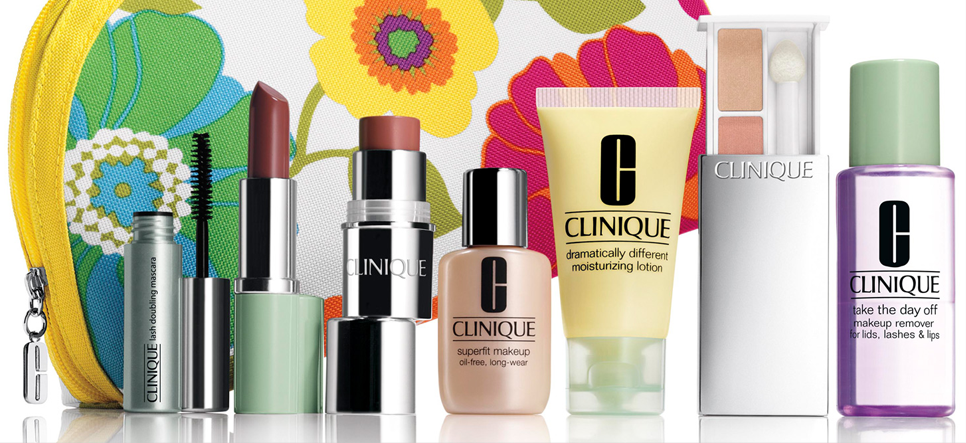 CLINIQUE lash doubling mascara
CLINIQUE
C
CLINIQUE
superfit makeup
oil-free, long-wear
C
CLINIQUE
dramatically different
moisturizing lotion
CLINIQUE
C
CLINIQUE
take the day off
makeup remover
for lids, lashes & lips